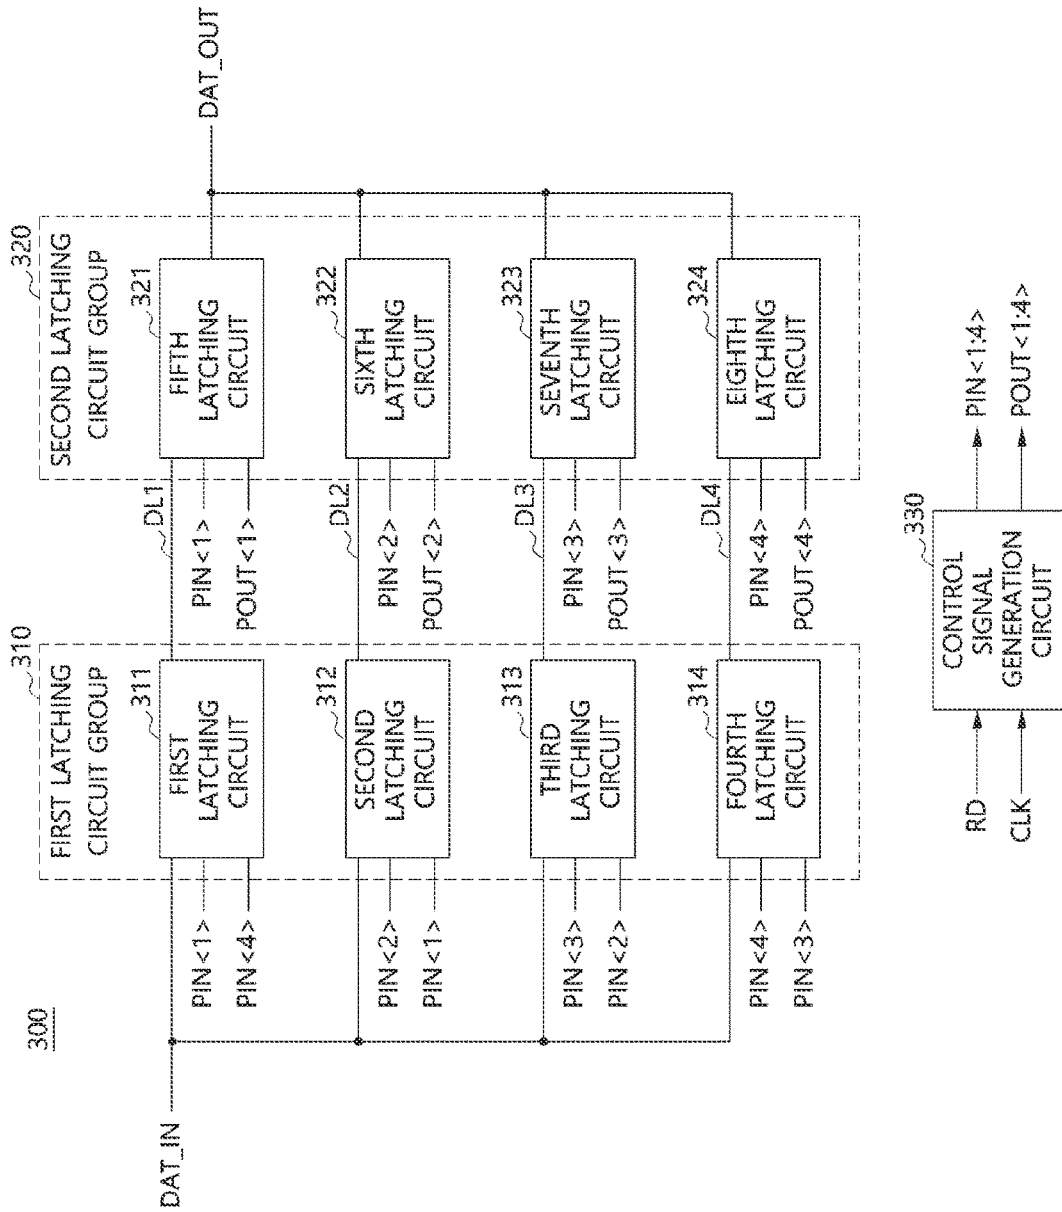 300
FIRST LATCHING
CIRCUIT GROUP
310
SECOND LATCHING
CIRCUIT GROUP
320
DAT_IN
PIN<1>
PIN<4>
311
FIRST
LATCHING
CIRCUIT
DL1
PIN<1>
POUT<1>
321
FIFTH
LATCHING
CIRCUIT
DAT_OUT
PIN<2>
PIN<1>
312
SECOND
LATCHING
CIRCUIT
DL2
PIN<2>
POUT<2>
322
SIXTH
LATCHING
CIRCUIT
PIN<3>
PIN<2>
313
THIRD
LATCHING
CIRCUIT
DL3
PIN<3>
POUT<3>
323
SEVENTH
LATCHING
CIRCUIT
PIN<4>
PIN<3>
314
FOURTH
LATCHING
CIRCUIT
DL4
PIN<4>
POUT<4>
324
EIGHTH
LATCHING
CIRCUIT
RD
CLK
330
CONTROL
SIGNAL
GENERATION
CIRCUIT
PIN<1:4>
POUT<1:4>